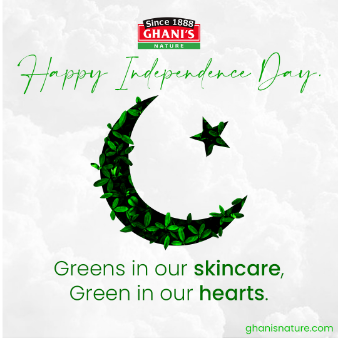 Since 1888
GHANI'S
NATURE
Happy Independence Day.
Greens in our skincare,
Green in our hearts.
ghanisnature.com